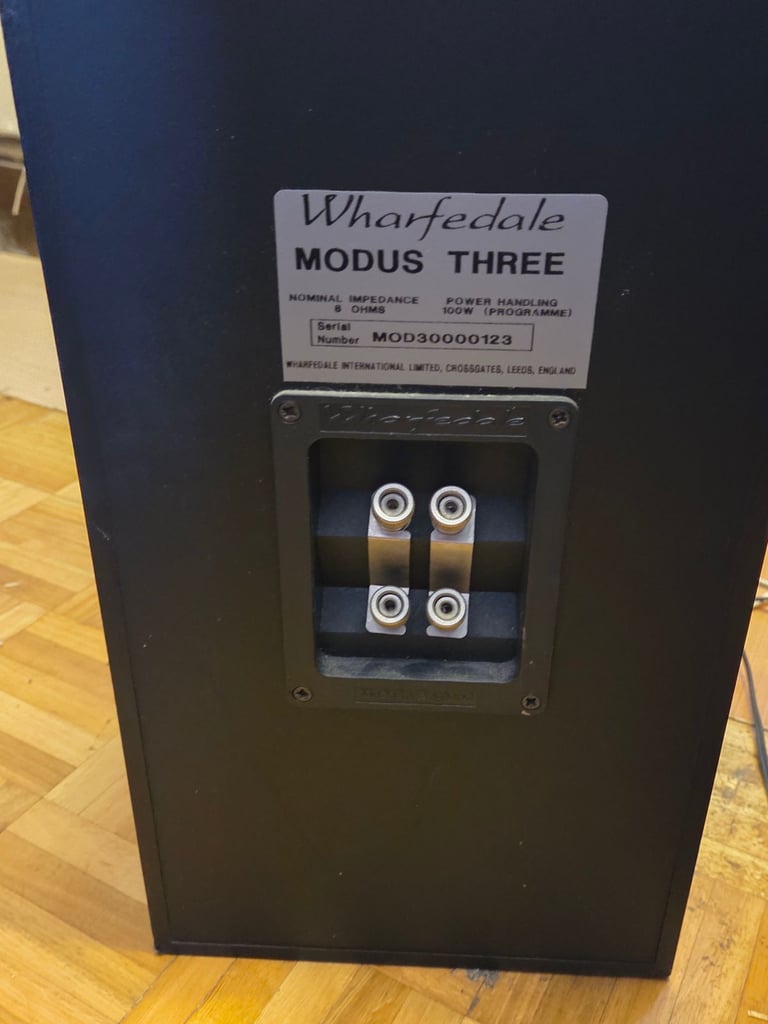 Wharfedale
MODUS THREE
NOMINAL IMPEDANCE POWER HANDLING
8 OHMS 100W (PROGRAMME)
Serial
Number MOD30000123
WHARFEDALE INTERNATIONAL LIMITED, CROSSGATES, LEEDS, ENGLAND
Wharfedale